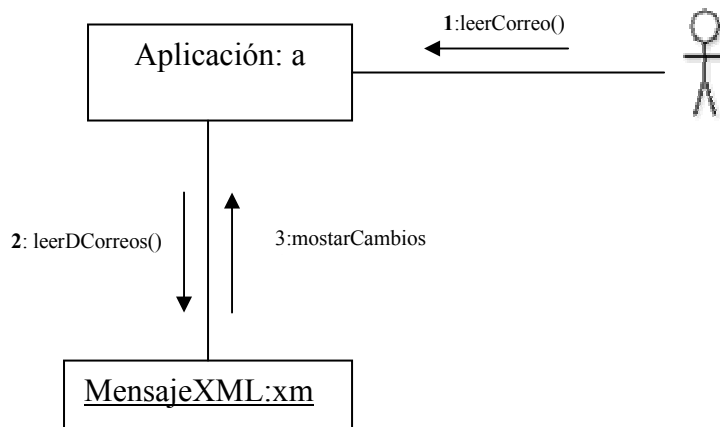 1:leerCorreo()
Aplicación: a
2: leerDCorreos()
3:mostarCambios
MensajeXML:xm